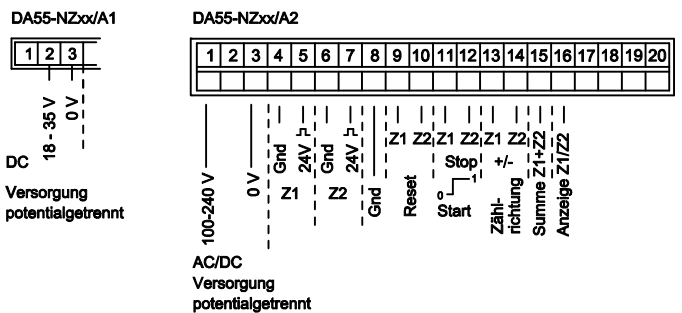 DA55-NZxx/A1
1 2 3
18 - 35 V
0 V
DC
Versorgung
potentialgetrennt
DA55-NZxx/A2
1 2 3 4 5 6 7 8 9 10 11 12 13 14 15 16 17 18 19 20
100-240 V
0 V
Gnd
24V
Z1
Gnd
24V
Z2
Gnd
Z1 Z2
Reset
Z1 Z2
Stop
0 1
Start
Z1 Z2
+/-
Zähl-
richtung
Summe Z1+Z2
Anzeige Z1/Z2
AC/DC
Versorgung
potentialgetrennt